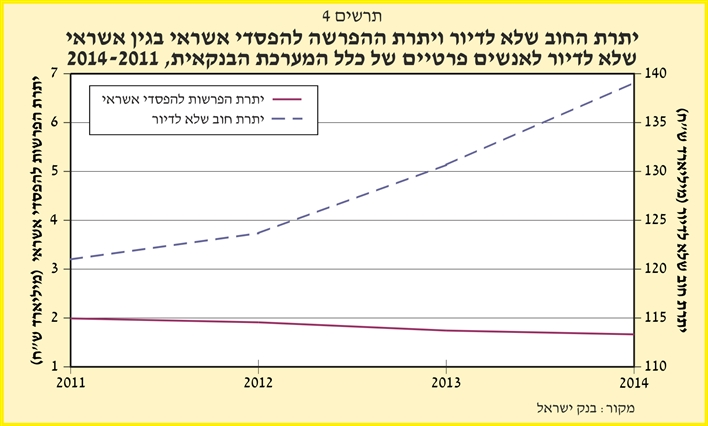 תרשים 4
יתרת החוב שלא לדיור ויתרת ההפרשה להפסדי אשראי בגין אשראי
שלא לדיור לאנשים פרטיים של כלל המערכת הבנקאית, 2014-2011
יתרת הפרשות להפסדי אשראי (מיליארד ש״ח)
7
6
5
4
3
2
1
יתרת הפרשות להפסדי אשראי
יתרת חוב שלא לדיור
140
135
130
125
120
115
110
יתרת חוב שלא לדיור (מיליארד ש״ח)
2011
2012
2013
2014
מקור: בנק ישראל